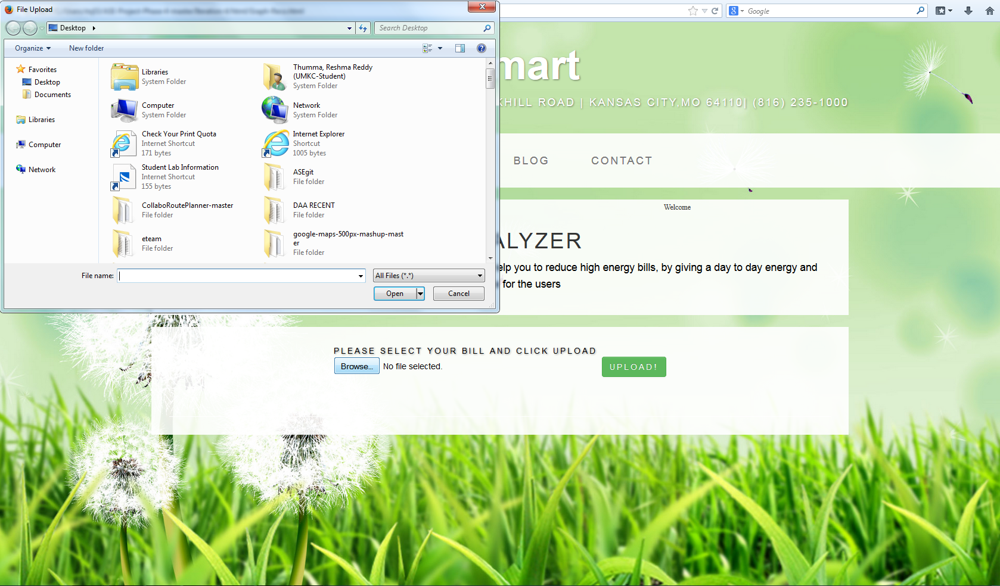 File Upload
Desktop
Search Desktop
Google
Organize
New folder
Favorites
Desktop
Documents
Libraries
Computer
Network
Libraries
System Folder
Thumma, Reshma Reddy
(UMKC-Student)
System Folder
Computer
System Folder
Network
System Folder
Check Your Print Quota
Internet Shortcut
171 bytes
Internet Explorer
Shortcut
1005 bytes
Student Lab Information
Internet Shortcut
155 bytes
ASEgit
File folder
CollaboRoutePlanner-master
File folder
DAA RECENT
File folder
eteam
File folder
google-maps-500px-mashup-mast
er
File folder
File name:
All Files (*.*)
Open
Cancel
mart
KHILL ROAD | KANSAS CITY,MO 64110| (816) 235-1000
BLOG
CONTACT
Welcome
ALYZER
elp you to reduce high energy bills, by giving a day to day energy and
for the users
PLEASE SELECT YOUR BILL AND CLICK UPLOAD
Browse... No file selected.
UPLOAD!